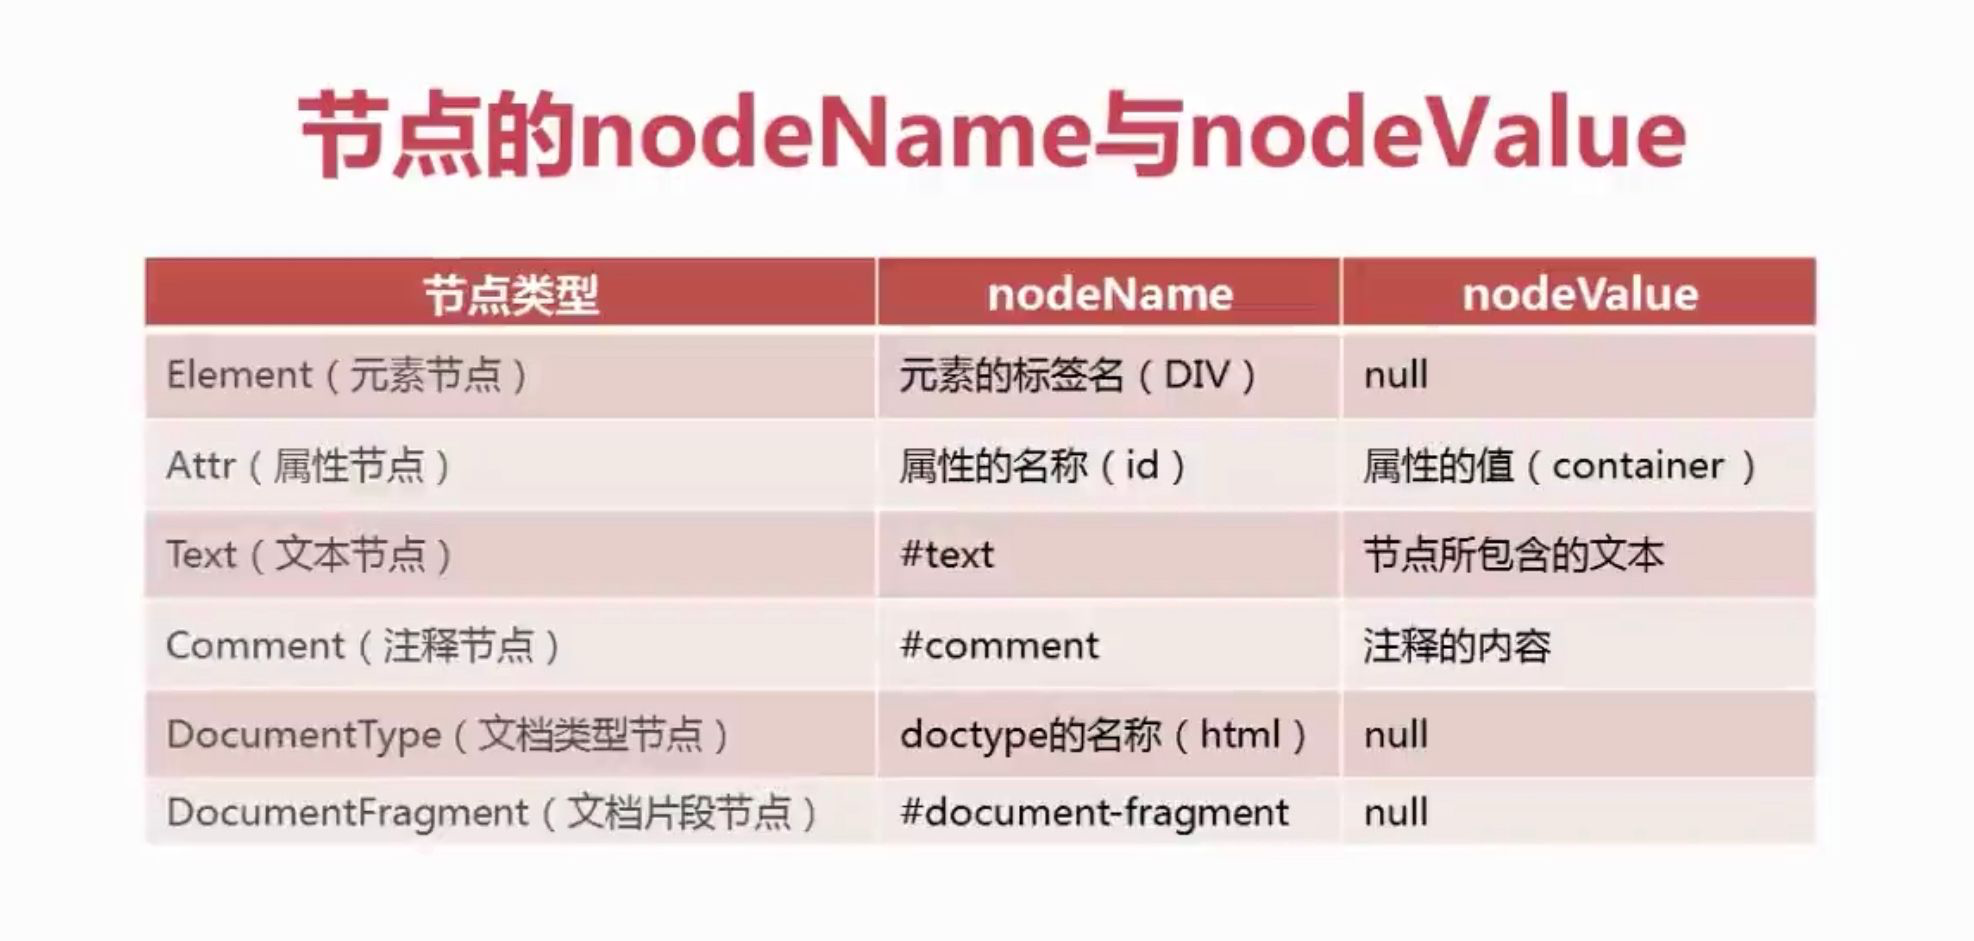 节点的nodeName与nodeValue
节点类型 nodeName nodeValue
Element（元素节点） 元素的标签名（DIV） null
Attr（属性节点） 属性的名称（id） 属性的值（container ）
Text（文本节点） #text 节点所包含的文本
Comment（注释节点） #comment 注释的内容
DocumentType（文档类型节点） doctype的名称（html） null
DocumentFragment（文档片段节点） #document-fragment null